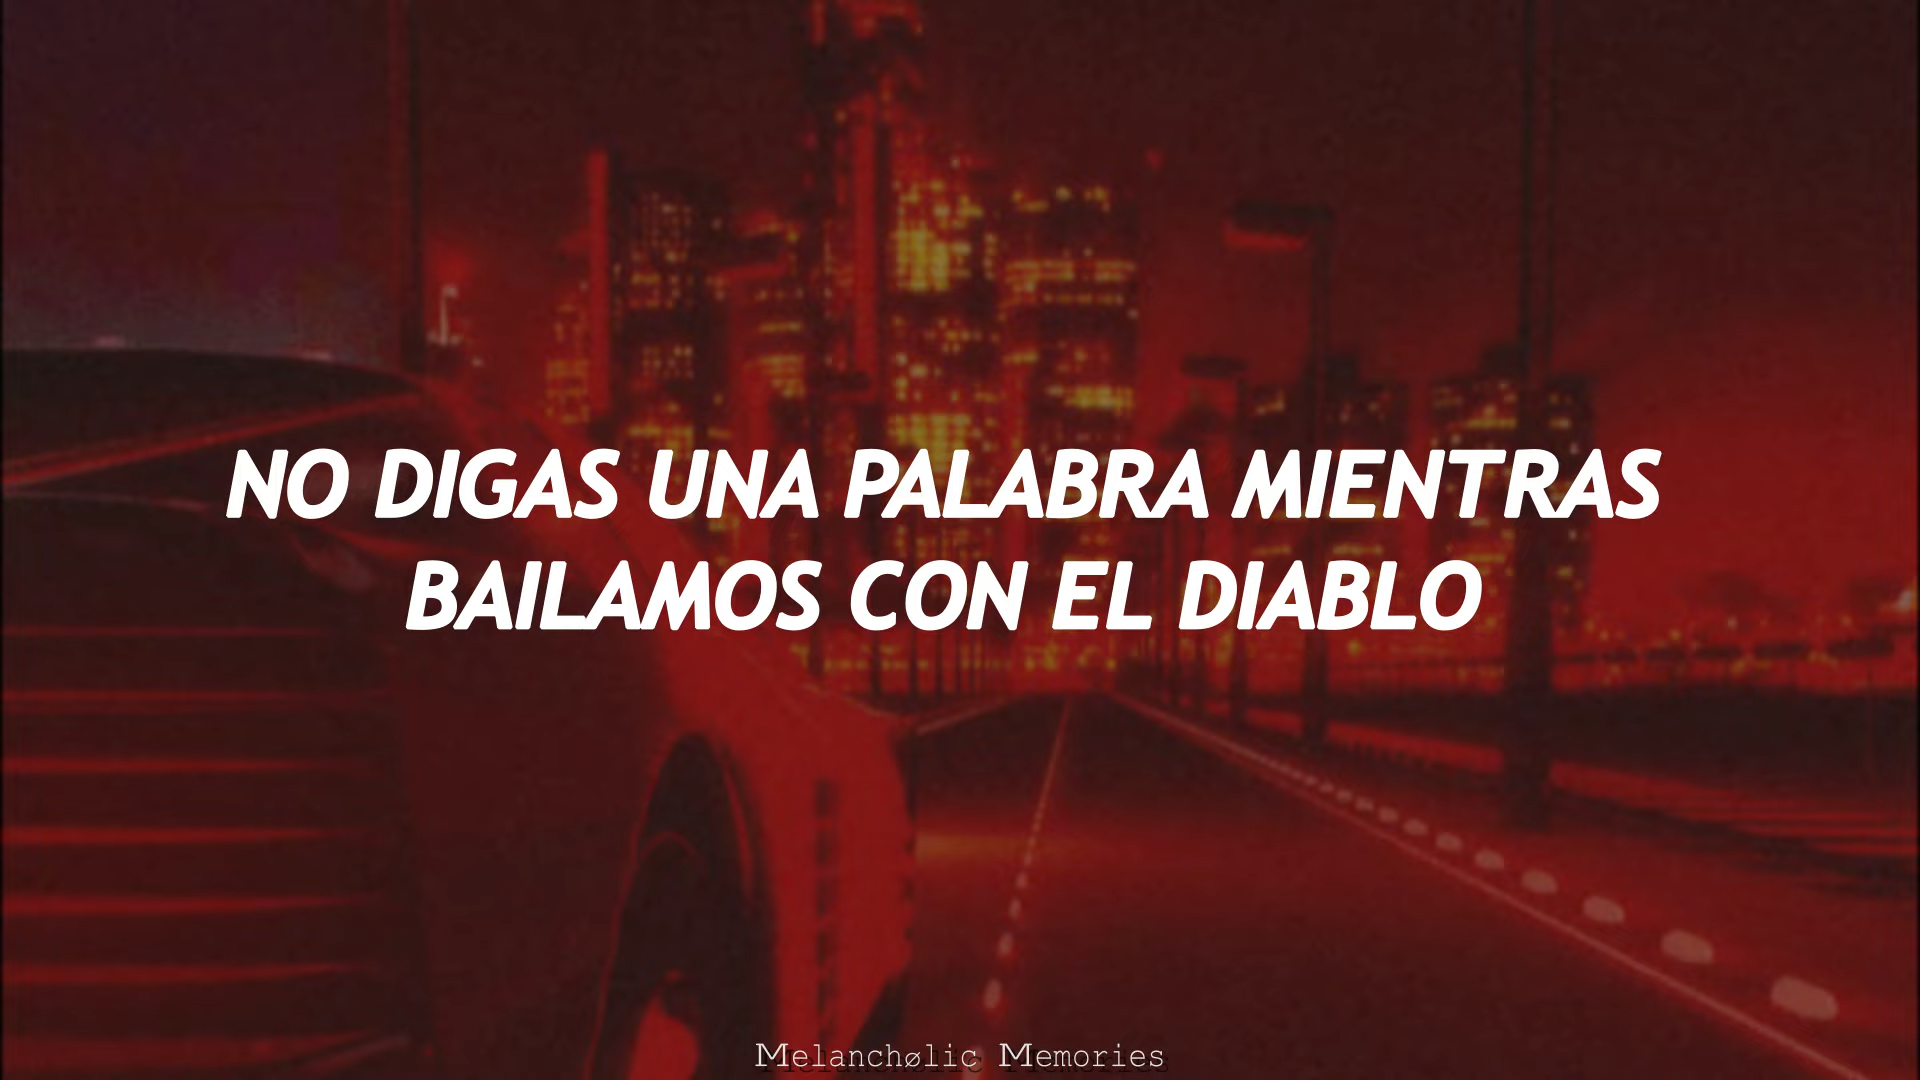 NO DIGAS UNA PALABRA MIENTRAS
BAILAMOS CON EL DIABLO
Melanchølic Memories